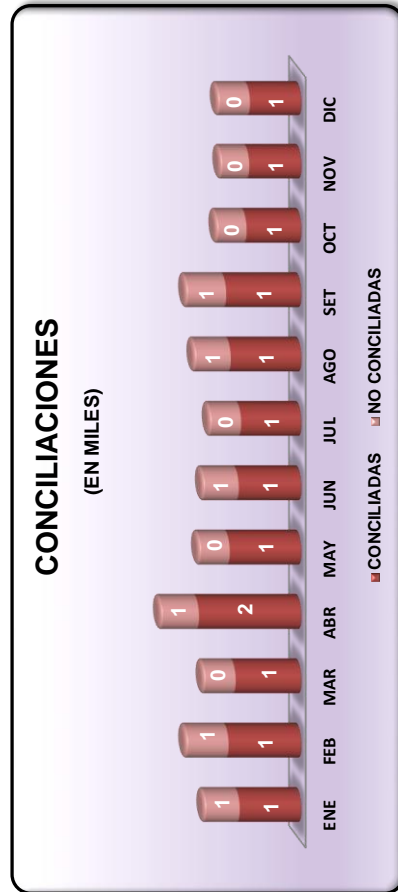 CONCILIACIONES
(EN MILES)
1 1 0 1 0 1 0 1 1 0 0 0
1 1 1 2 1 1 1 1 1 1 1 1
ENE FEB MAR ABR MAY JUN JUL AGO SET OCT NOV DIC
CONCILIADAS NO CONCILIADAS